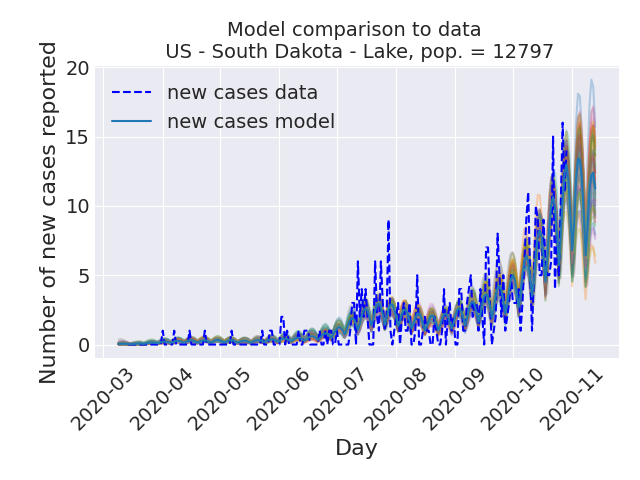 Model comparison to data
US - South Dakota - Lake, pop. = 12797
Number of new cases reported
20
15
10
5
0
new cases data
new cases model
2020-03
2020-04
2020-05
2020-06
2020-07
2020-08
2020-09
2020-10
2020-11
Day